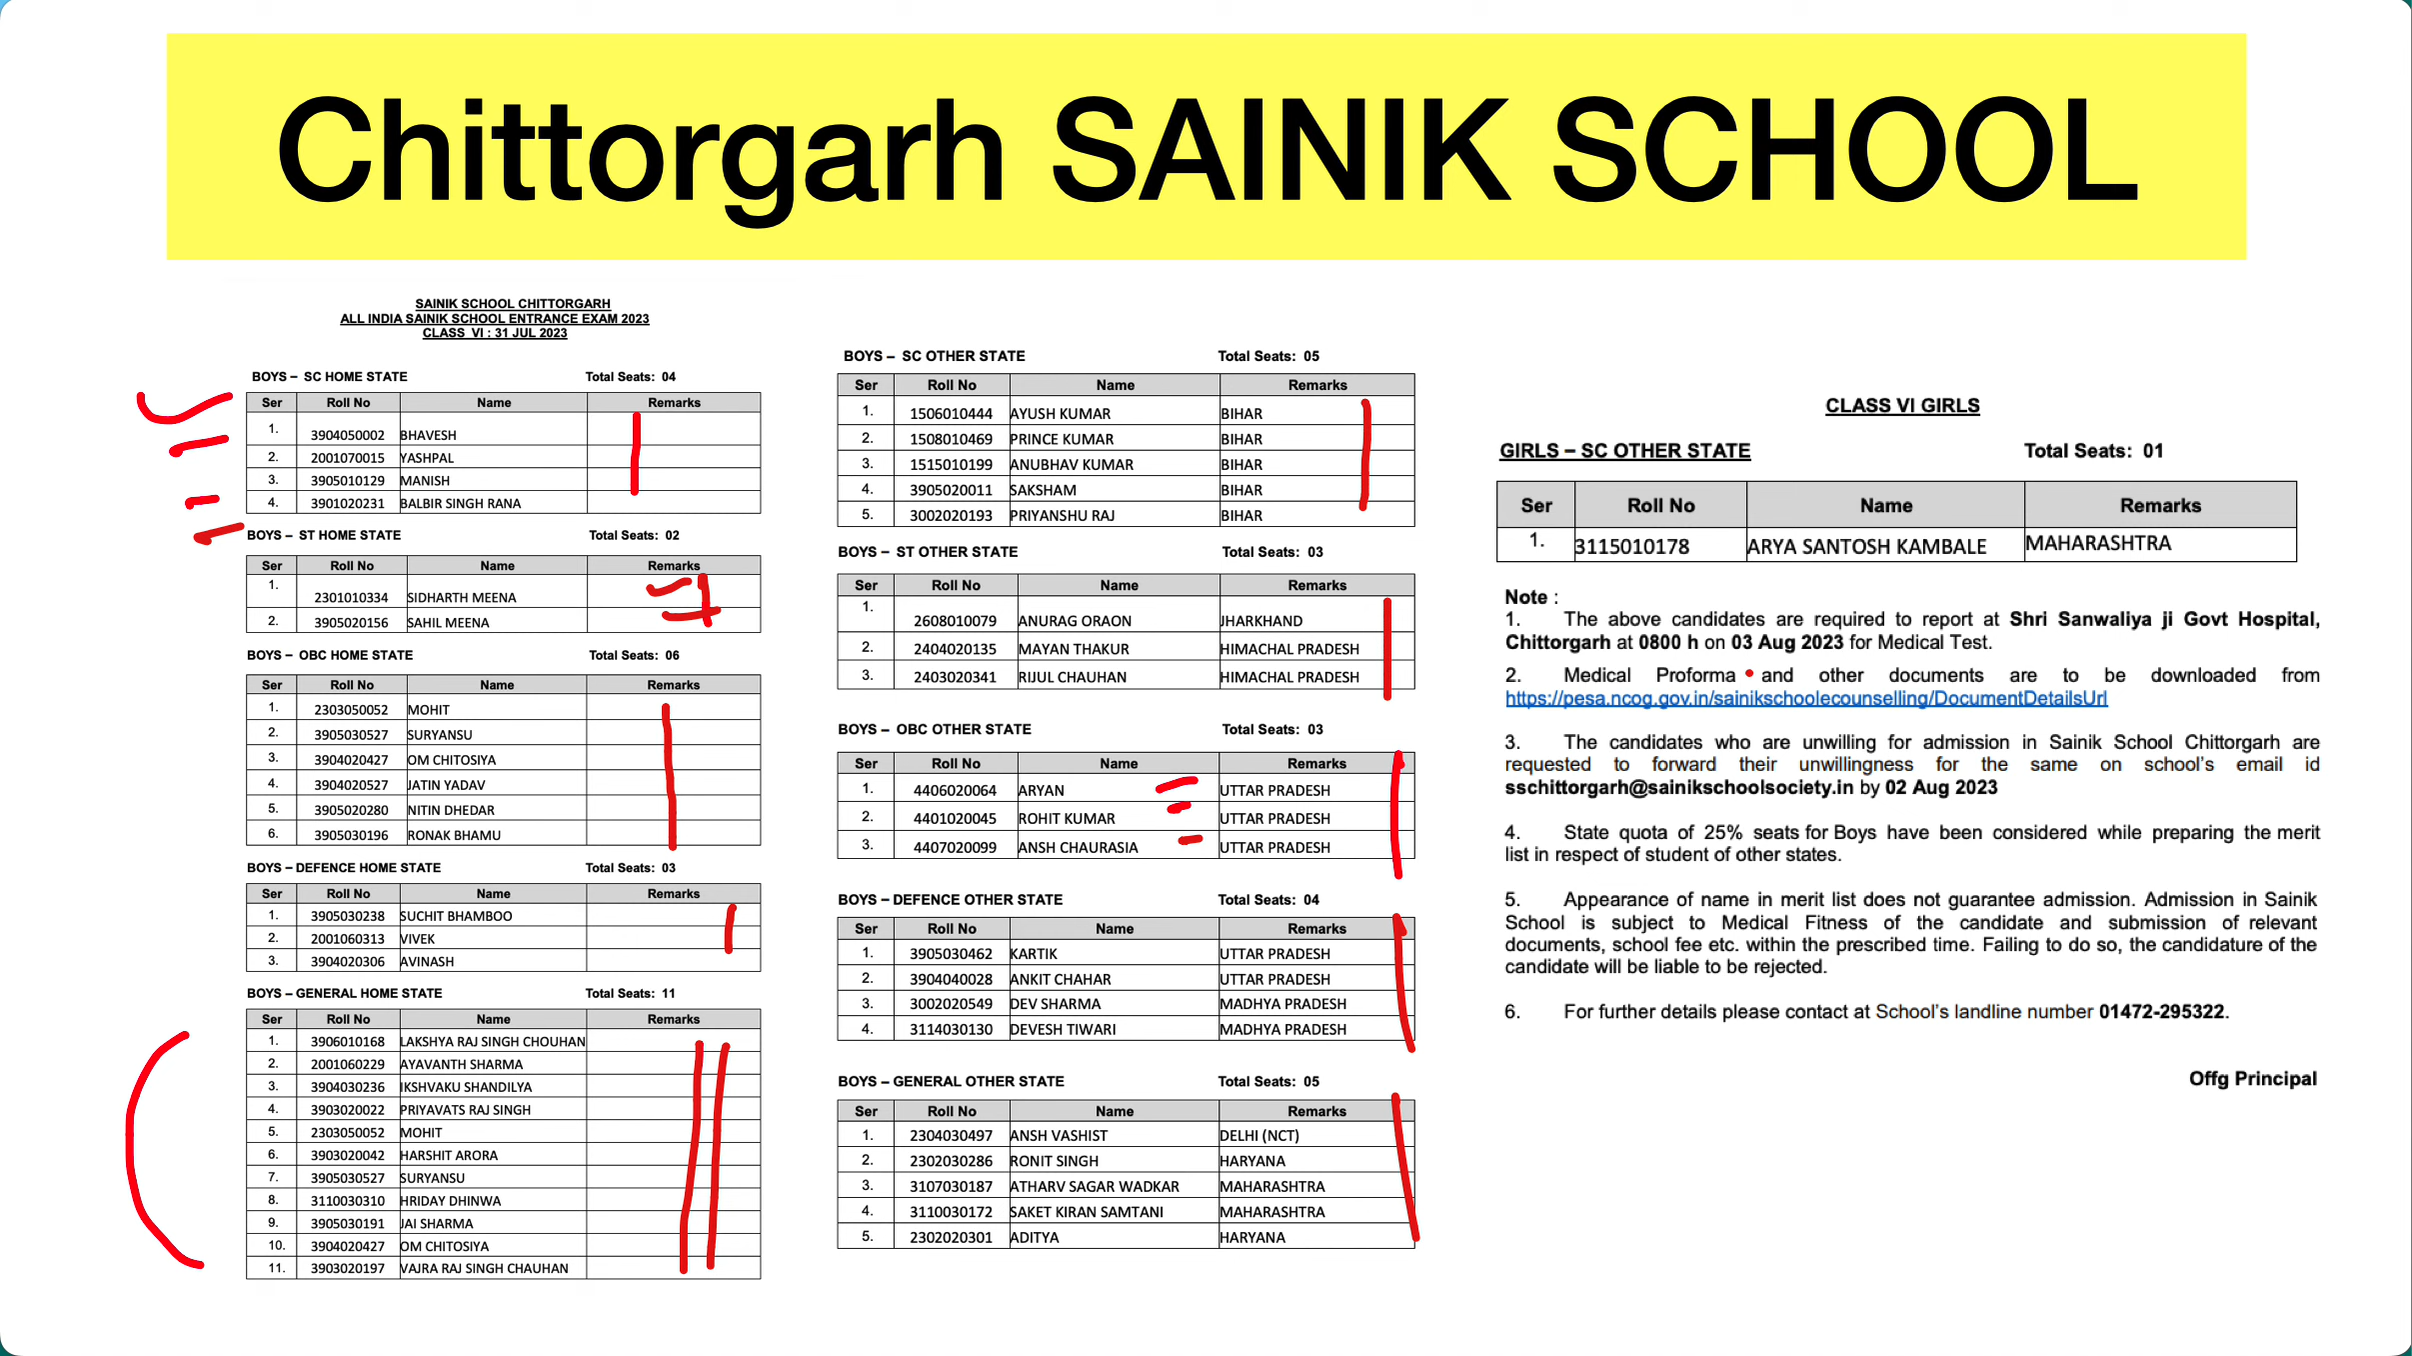 Chittorgarh SAINIK SCHOOL
SAINIK SCHOOL CHITTORGARH
ALL INDIA SAINIK SCHOOL ENTRANCE EXAM 2023
CLASS VI : 31 JUL 2023
BOYS – SC HOME STATE Total Seats: 04
Ser Roll No Name Remarks
1. 3904050002 BHAVESH
2. 2001070015 YASHPAL
3. 3905010129 MANISH
4. 3901020231 BALBIR SINGH RANA
BOYS – ST HOME STATE Total Seats: 02
Ser Roll No Name Remarks
1. 2301010334 SIDHARTH MEENA
2. 3905020156 SAHIL MEENA
BOYS – OBC HOME STATE Total Seats: 06
Ser Roll No Name Remarks
1. 2303050052 MOHIT
2. 3905030527 SURYANSU
3. 3904020427 OM CHITOSIYA
4. 3904020527 JATIN YADAV
5. 3905020280 NITIN DHEDAR
6. 3905030196 RONAK BHAMU
BOYS – DEFENCE HOME STATE Total Seats: 03
Ser Roll No Name Remarks
1. 3905030238 SUCHIT BHAMBOO
2. 2001060313 VIVEK
3. 3904020306 AVINASH
BOYS – GENERAL HOME STATE Total Seats: 11
Ser Roll No Name Remarks
1. 3906010168 LAKSHYA RAJ SINGH CHOUHAN
2. 2001060229 AYAVANTH SHARMA
3. 3904030236 IKSHVAKU SHANDILYA
4. 3903020022 PRIYAVATS RAJ SINGH
5. 2303050052 MOHIT
6. 3903020042 HARSHIT ARORA
7. 3905030527 SURYANSU
8. 3110030310 HRIDAY DHINWA
9. 3905030191 JAI SHARMA
10. 3904020427 OM CHITOSIYA
11. 3903020197 VAJRA RAJ SINGH CHAUHAN
BOYS – SC OTHER STATE Total Seats: 05
Ser Roll No Name Remarks
1. 1506010444 AYUSH KUMAR BIHAR
2. 1508010469 PRINCE KUMAR BIHAR
3. 1515010199 ANUBHAV KUMAR BIHAR
4. 3905020011 SAKSHAM BIHAR
5. 3002020193 PRIYANSHU RAJ BIHAR
BOYS – ST OTHER STATE Total Seats: 03
Ser Roll No Name Remarks
1. 2608010079 ANURAG ORAON JHARKHAND
2. 2404020135 MAYAN THAKUR HIMACHAL PRADESH
3. 2403020341 RIJUL CHAUHAN HIMACHAL PRADESH
BOYS – OBC OTHER STATE Total Seats: 03
Ser Roll No Name Remarks
1. 4406020064 ARYAN UTTAR PRADESH
2. 4401020045 ROHIT KUMAR UTTAR PRADESH
3. 4407020099 ANSH CHAURASIA UTTAR PRADESH
BOYS – DEFENCE OTHER STATE Total Seats: 04
Ser Roll No Name Remarks
1. 3905030462 KARTIK UTTAR PRADESH
2. 3904040028 ANKIT CHAHAR UTTAR PRADESH
3. 3002020549 DEV SHARMA MADHYA PRADESH
4. 3114030130 DEVESH TIWARI MADHYA PRADESH
BOYS – GENERAL OTHER STATE Total Seats: 05
Ser Roll No Name Remarks
1. 2304030497 ANSH VASHIST DELHI (NCT)
2. 2302030286 RONIT SINGH HARYANA
3. 3107030187 ATHARV SAGAR WADKAR MAHARASHTRA
4. 3110030172 SAKET KIRAN SAMTANI MAHARASHTRA
5. 2302020301 ADITYA HARYANA
CLASS VI GIRLS
GIRLS – SC OTHER STATE Total Seats: 01
Ser Roll No Name Remarks
1. 3115010178 ARYA SANTOSH KAMBALE MAHARASHTRA
Note :
1. The above candidates are required to report at Shri Sanwaliya ji Govt Hospital,
Chittorgarh at 0800 h on 03 Aug 2023 for Medical Test.
2. Medical Proforma and other documents are to be downloaded from
https://pesa.ncog.gov.in/sainikschoolecounselling/DocumentDetailsUrl
3. The candidates who are unwilling for admission in Sainik School Chittorgarh are
requested to forward their unwillingness for the same on school's email id
sschittorgarh@sainikschoolsociety.in by 02 Aug 2023
4. State quota of 25% seats for Boys have been considered while preparing the merit
list in respect of student of other states.
5. Appearance of name in merit list does not guarantee admission. Admission in Sainik
School is subject to Medical Fitness of the candidate and submission of relevant
documents, school fee etc. within the prescribed time. Failing to do so, the candidature of the
candidate will be liable to be rejected.
6. For further details please contact at School's landline number 01472-295322.
Offg Principal